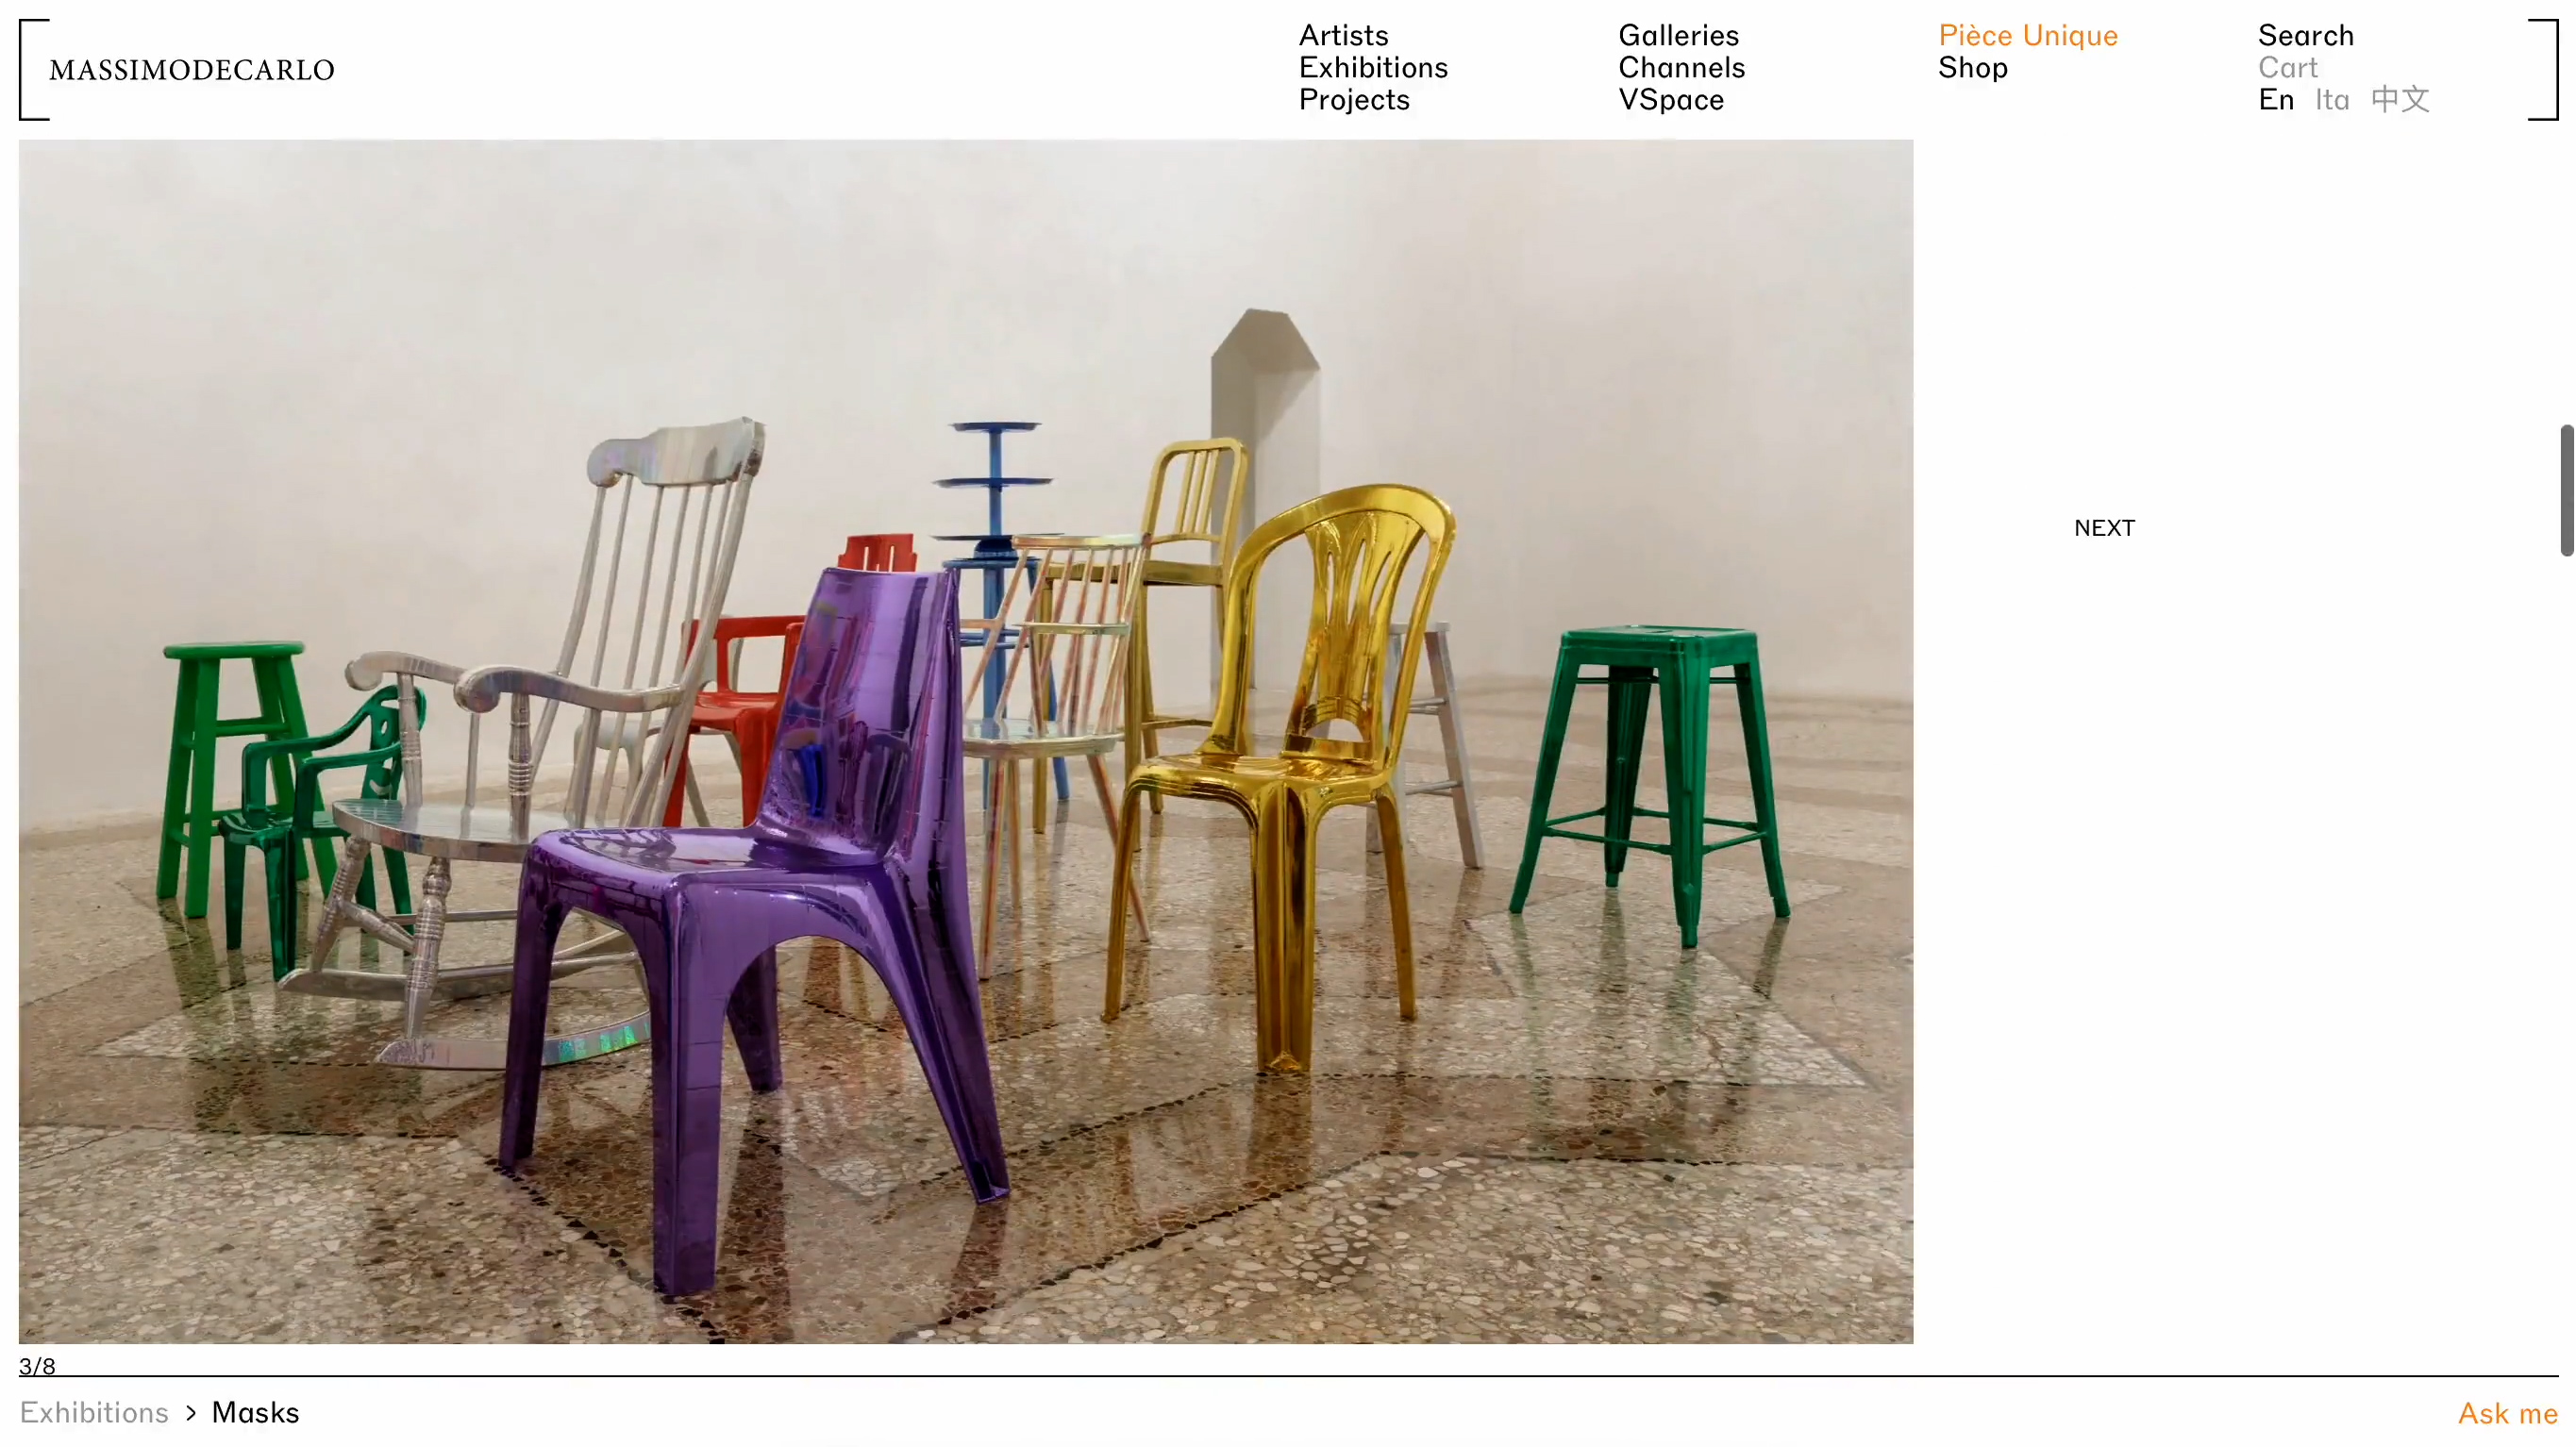 MASSIMODECARLO
Artists
Exhibitions
Projects
Galleries
Channels
VSpace
Pièce Unique
Shop
Search
Cart
En Ita 中文
NEXT
3/8
Exhibitions > Masks
Ask me